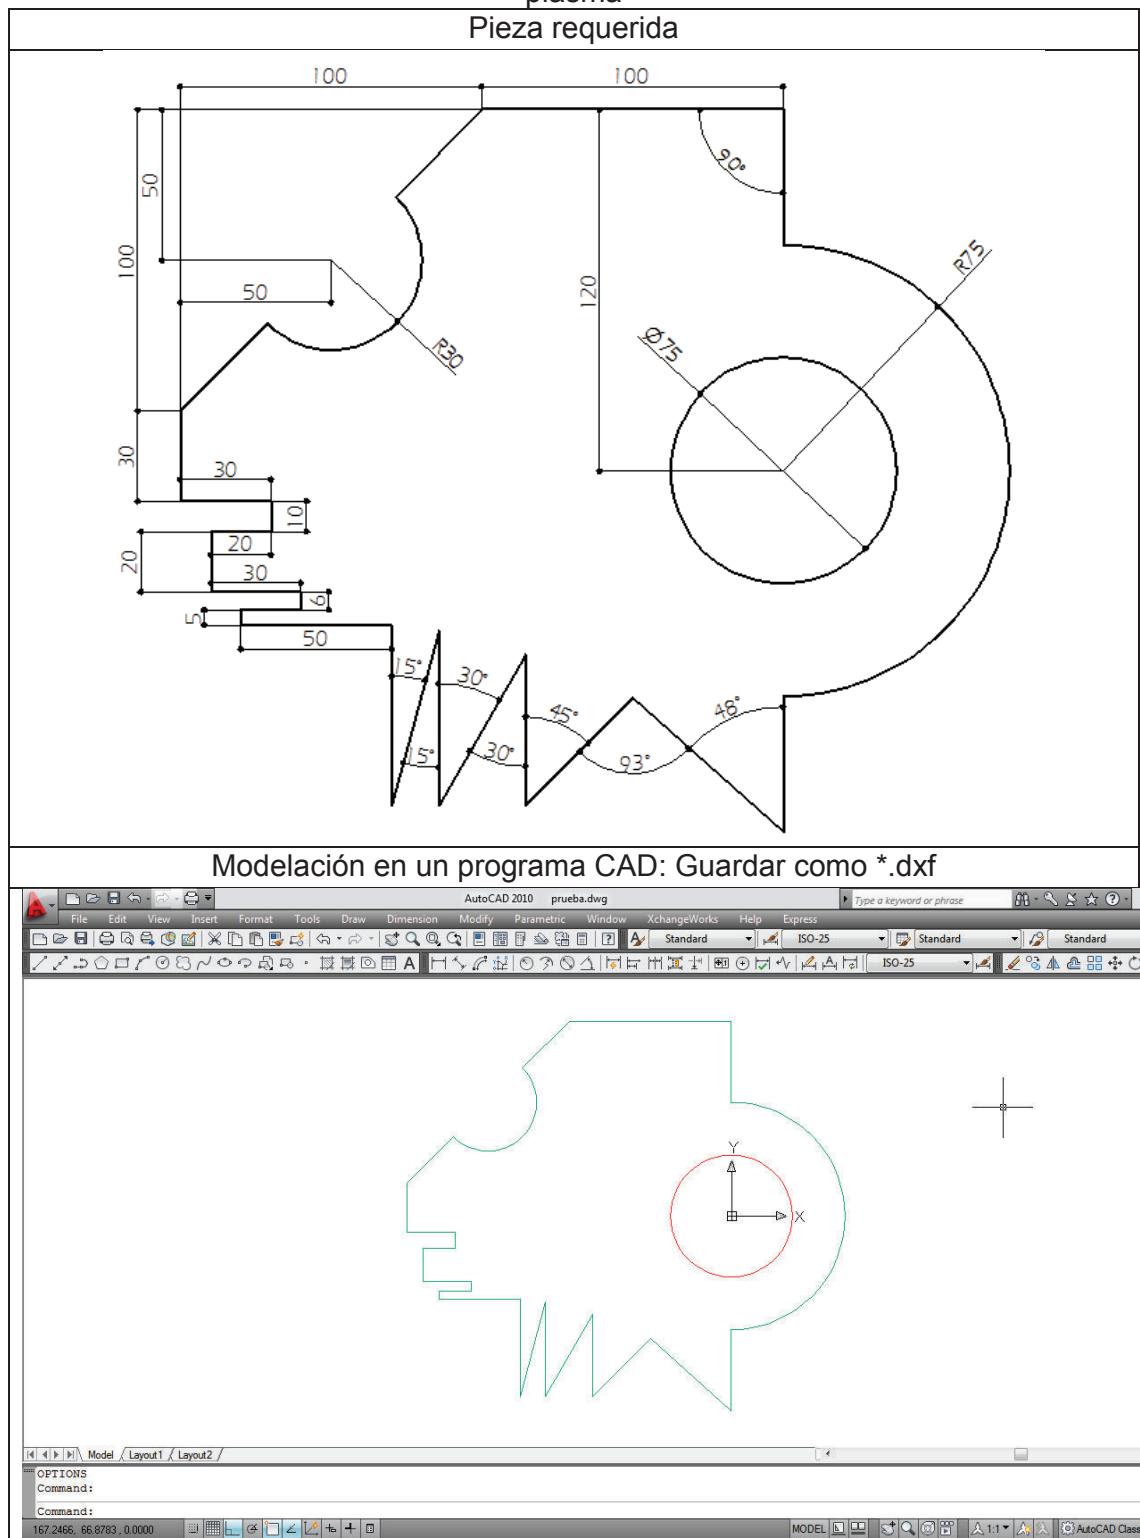 plasma
Pieza requerida
100 100
90°
50
100
R75
50
120
Ø75
R30
30
30
10
20
20
30
6
5
50
15° 30°
45° 48°
15° 30° 93°
Modelación en un programa CAD: Guardar como *.dxf
AutoCAD 2010 prueba.dwg Type a keyword or phrase
File Edit View Insert Format Tools Draw Dimension Modify Parametric Window XchangeWorks Help Express
Standard ISO-25 Standard Standard
ISO-25
Y
X
Model Layout1 Layout2
OPTIONS
Command:
Command:
167.2466, 66.8783, 0.0000 MODEL 1:1 AutoCAD Class